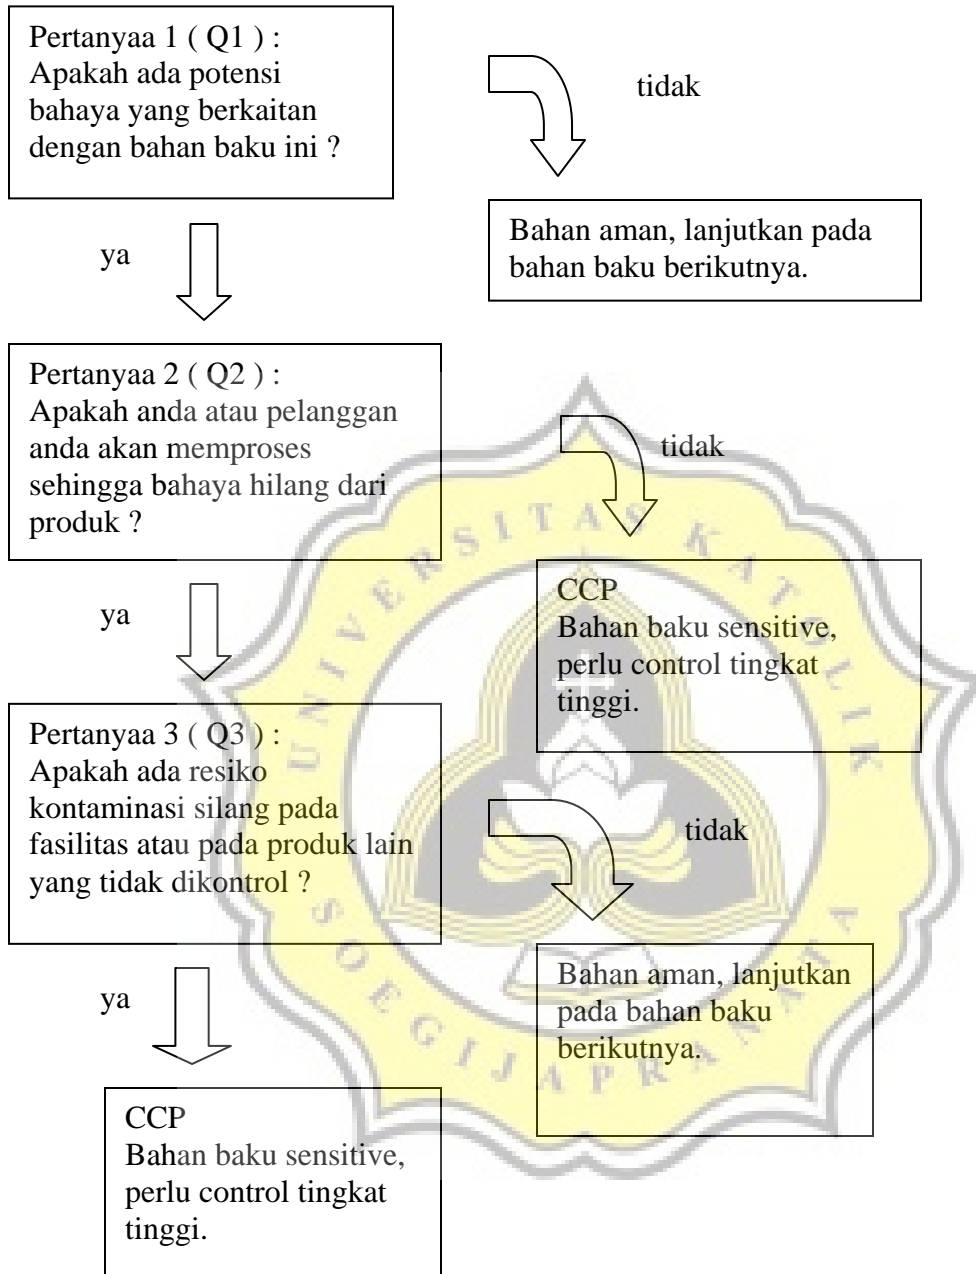 Pertanyaa 1 ( Q1 ) :
Apakah ada potensi
bahaya yang berkaitan
dengan bahan baku ini ?
tidak
Bahan aman, lanjutkan pada
bahan baku berikutnya.
ya
Pertanyaa 2 ( Q2 ) :
Apakah anda atau pelanggan
anda akan memproses
sehingga bahaya hilang dari
produk ?
tidak
CCP
Bahan baku sensitive,
perlu control tingkat
tinggi.
ya
Pertanyaa 3 ( Q3 ) :
Apakah ada resiko
kontaminasi silang pada
fasilitas atau pada produk lain
yang tidak dikontrol ?
tidak
Bahan aman, lanjutkan
pada bahan baku
berikutnya.
ya
CCP
Bahan baku sensitive,
perlu control tingkat
tinggi.
UNIVERSITAS KATOLIK
SOEGIJAPRANATA